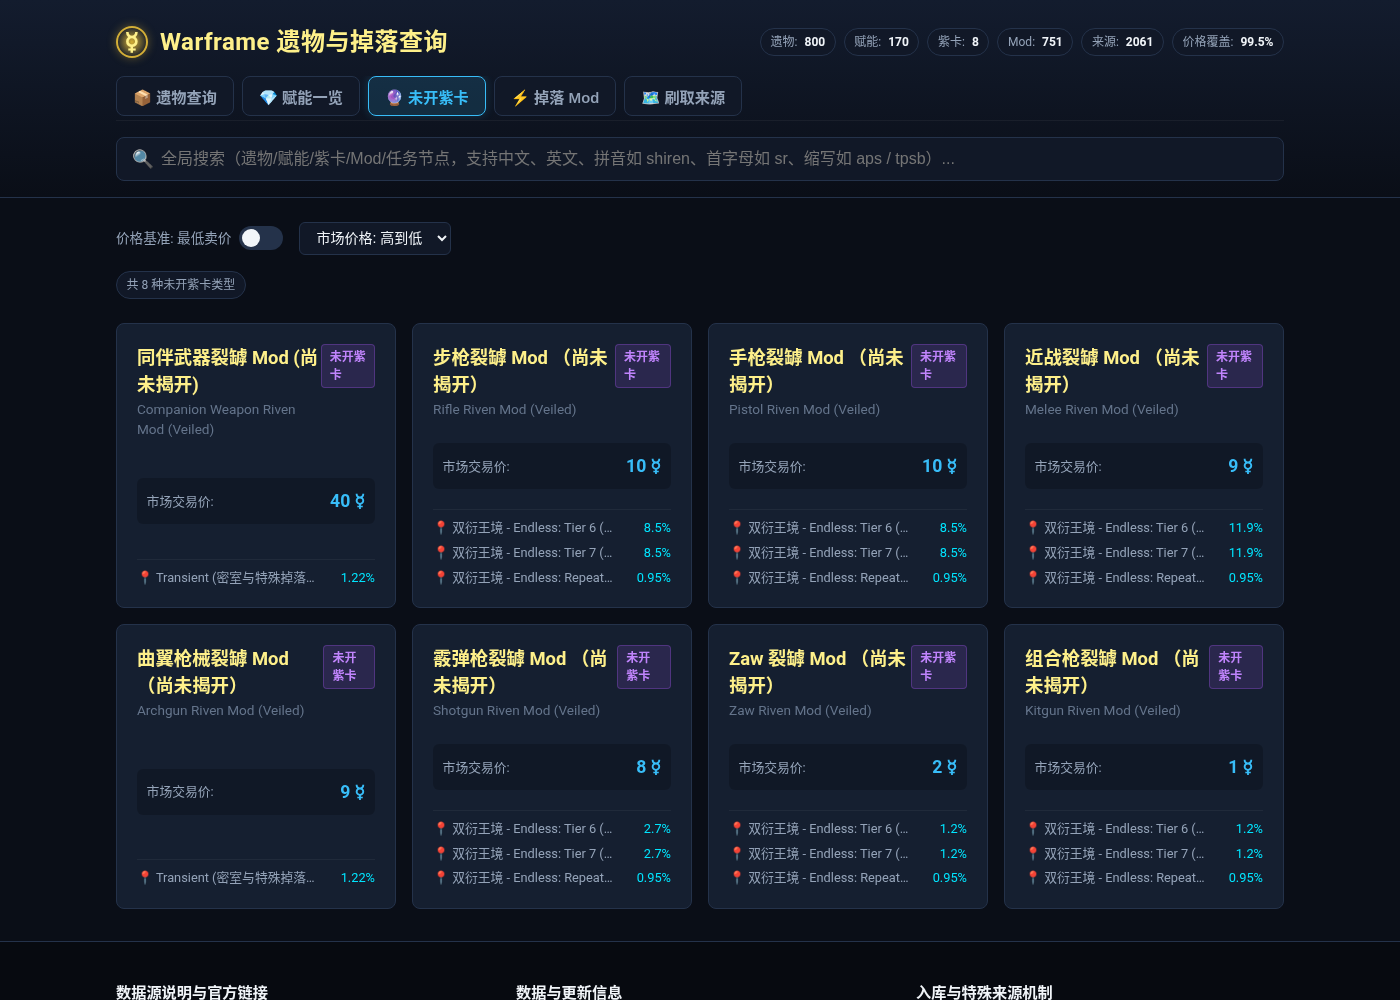 Warframe 遗物与掉落查询
遗物: 800
赋能: 170
紫卡: 8
Mod: 751
来源: 2061
价格覆盖: 99.5%
📦 遗物查询
💎 赋能一览
🔮 未开紫卡
⚡ 掉落 Mod
🗺️ 刷取来源
🔍 全局搜索（遗物/赋能/紫卡/Mod/任务节点，支持中文、英文、拼音如 shiren、首字母如 sr、缩写如 aps / tpsb）...
价格基准: 最低卖价
市场价格: 高到低
共 8 种未开紫卡类型
同伴武器裂罅 Mod (尚
未揭开)
未开紫
卡
Companion Weapon Riven
Mod (Veiled)
市场交易价:
40 ☿
📍 Transient (密室与特殊掉落...
1.22%
步枪裂罅 Mod （尚未
揭开）
未开紫
卡
Rifle Riven Mod (Veiled)
市场交易价:
10 ☿
📍 双衍王境 - Endless: Tier 6 (...
8.5%
📍 双衍王境 - Endless: Tier 7 (...
8.5%
📍 双衍王境 - Endless: Repeat...
0.95%
手枪裂罅 Mod （尚未
揭开）
未开紫
卡
Pistol Riven Mod (Veiled)
市场交易价:
10 ☿
📍 双衍王境 - Endless: Tier 6 (...
8.5%
📍 双衍王境 - Endless: Tier 7 (...
8.5%
📍 双衍王境 - Endless: Repeat...
0.95%
近战裂罅 Mod （尚未
揭开）
未开紫
卡
Melee Riven Mod (Veiled)
市场交易价:
9 ☿
📍 双衍王境 - Endless: Tier 6 (...
11.9%
📍 双衍王境 - Endless: Tier 7 (...
11.9%
📍 双衍王境 - Endless: Repeat...
0.95%
曲翼枪械裂罅 Mod
（尚未揭开）
未开
紫卡
Archgun Riven Mod (Veiled)
市场交易价:
9 ☿
📍 Transient (密室与特殊掉落...
1.22%
霰弹枪裂罅 Mod （尚
未揭开）
未开
紫卡
Shotgun Riven Mod (Veiled)
市场交易价:
8 ☿
📍 双衍王境 - Endless: Tier 6 (...
2.7%
📍 双衍王境 - Endless: Tier 7 (...
2.7%
📍 双衍王境 - Endless: Repeat...
0.95%
Zaw 裂罅 Mod （尚未
揭开）
未开紫
卡
Zaw Riven Mod (Veiled)
市场交易价:
2 ☿
📍 双衍王境 - Endless: Tier 6 (...
1.2%
📍 双衍王境 - Endless: Tier 7 (...
1.2%
📍 双衍王境 - Endless: Repeat...
0.95%
组合枪裂罅 Mod （尚
未揭开）
未开
紫卡
Kitgun Riven Mod (Veiled)
市场交易价:
1 ☿
📍 双衍王境 - Endless: Tier 6 (...
1.2%
📍 双衍王境 - Endless: Tier 7 (...
1.2%
📍 双衍王境 - Endless: Repeat...
0.95%
数据源说明与官方链接
数据与更新信息
入库与特殊来源机制